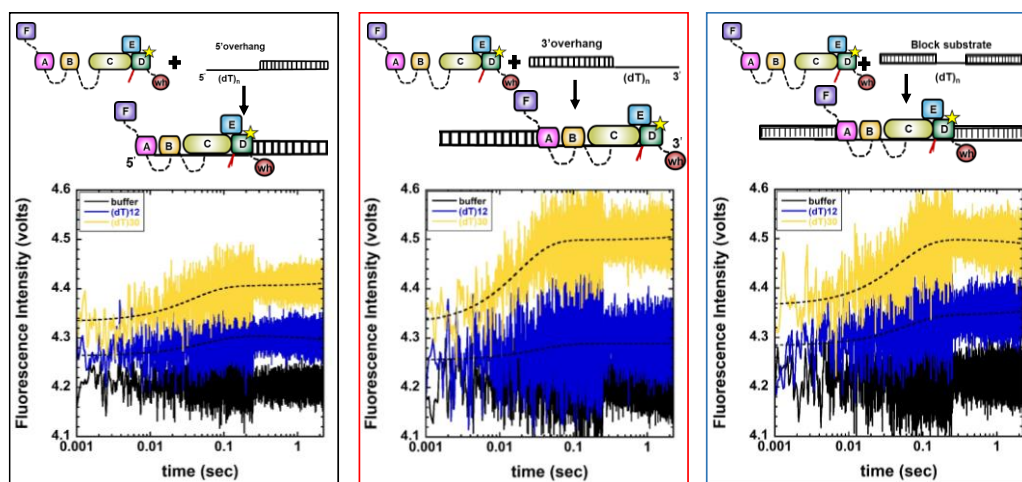 F
A
B
C
E
D
wh
+
5'overhang
5'
(dT)n
F
A
B
C
E
D
5'
wh
4.6
4.5
4.4
4.3
4.2
4.1
Fluorescence Intensity (volts)
buffer
(dT)12
(dT)30
0.001
0.01
0.1
1
time (sec)
F
A
B
C
E
D
wh
+
3'overhang
(dT)n
3'
F
A
B
C
E
D
3'
wh
4.6
4.5
4.4
4.3
4.2
4.1
Fluorescence Intensity (volts)
buffer
(dT)12
(dT)30
0.001
0.01
0.1
1
time (sec)
F
A
B
C
E
D
wh
+
Block substrate
(dT)n
F
A
B
C
E
D
wh
4.6
4.5
4.4
4.3
4.2
4.1
Fluorescence Intensity (volts)
buffer
(dT)12
(dT)30
0.001
0.01
0.1
1
time (sec)